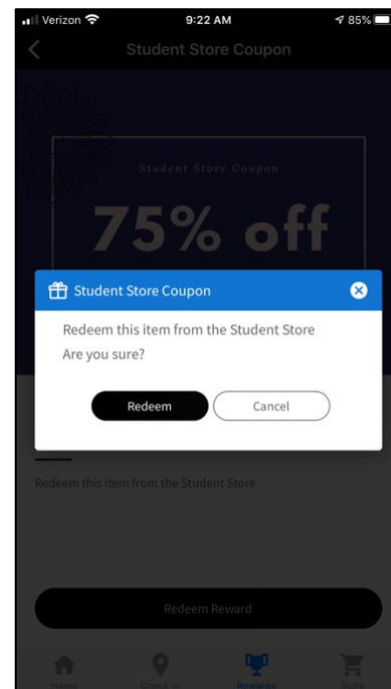 Verizon 9:22 AM 85%
Student Store Coupon
Student Store Coupon
75% off
Student Store Coupon
Redeem this item from the Student Store
Are you sure?
Redeem Cancel
Redeem this item from the Student Store
Redeem Reward
Home Check in Rewards More